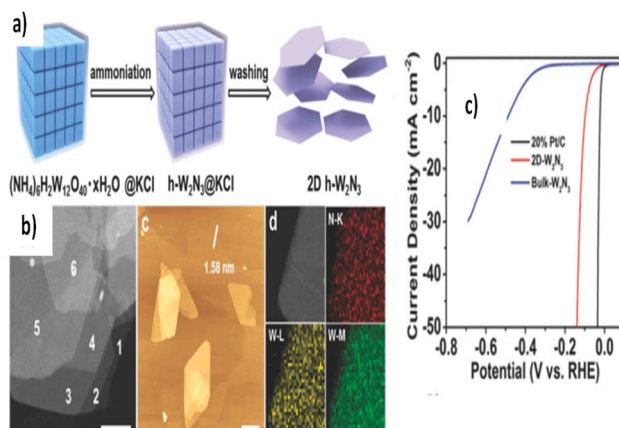 a)
ammoniation
washing
(NH4)6H2W12O40·xH2O @KCl
h-W2N3@KCl
2D h-W2N3
b)
6
5
4
1
3
2
c
1.58 nm
d
N-K
W-L
W-M
c)
0
-10
-20
-30
-40
-50
Current Density (mA cm-2)
20% Pt/C
2D-W2N3
Bulk-W2N3
-0.8
-0.6
-0.4
-0.2
0.0
Potential (V vs. RHE)